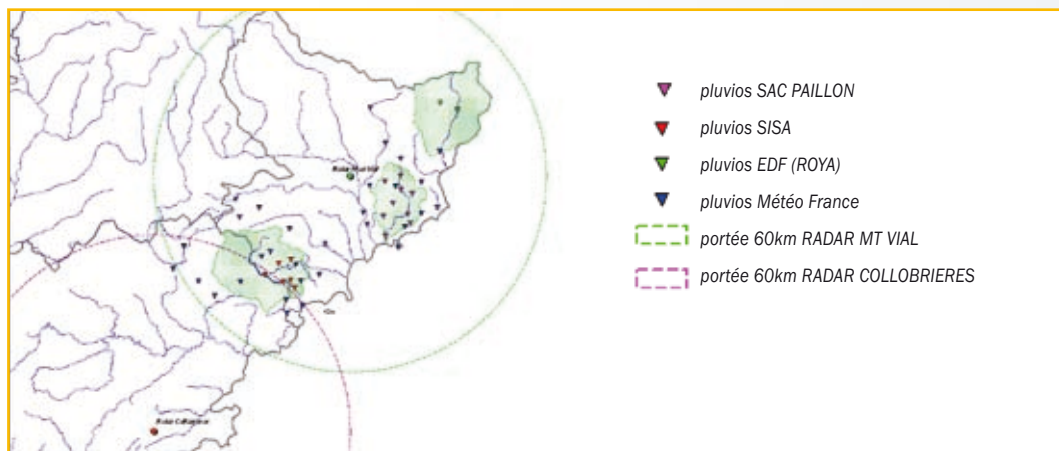 pluvios SAC PAILLON
pluvios SISA
pluvios EDF (ROYA)
pluvios Météo France
portée 60km RADAR MT VIAL
portée 60km RADAR COLLOBRIERES